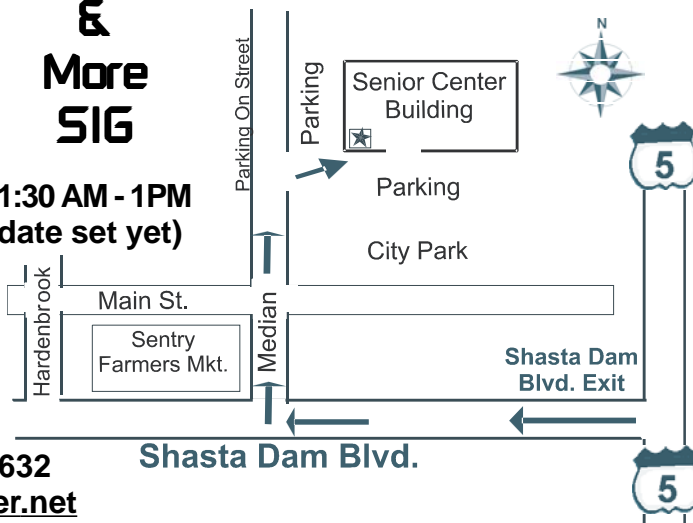 &
More
SIG
1:30 AM - 1PM
date set yet)
632
er.net
Parking On Street
Parking
Senior Center
Building
N
5
Parking
City Park
Hardenbrook
Main St.
Sentry
Farmers Mkt.
Median
Shasta Dam
Blvd. Exit
Shasta Dam Blvd.
5